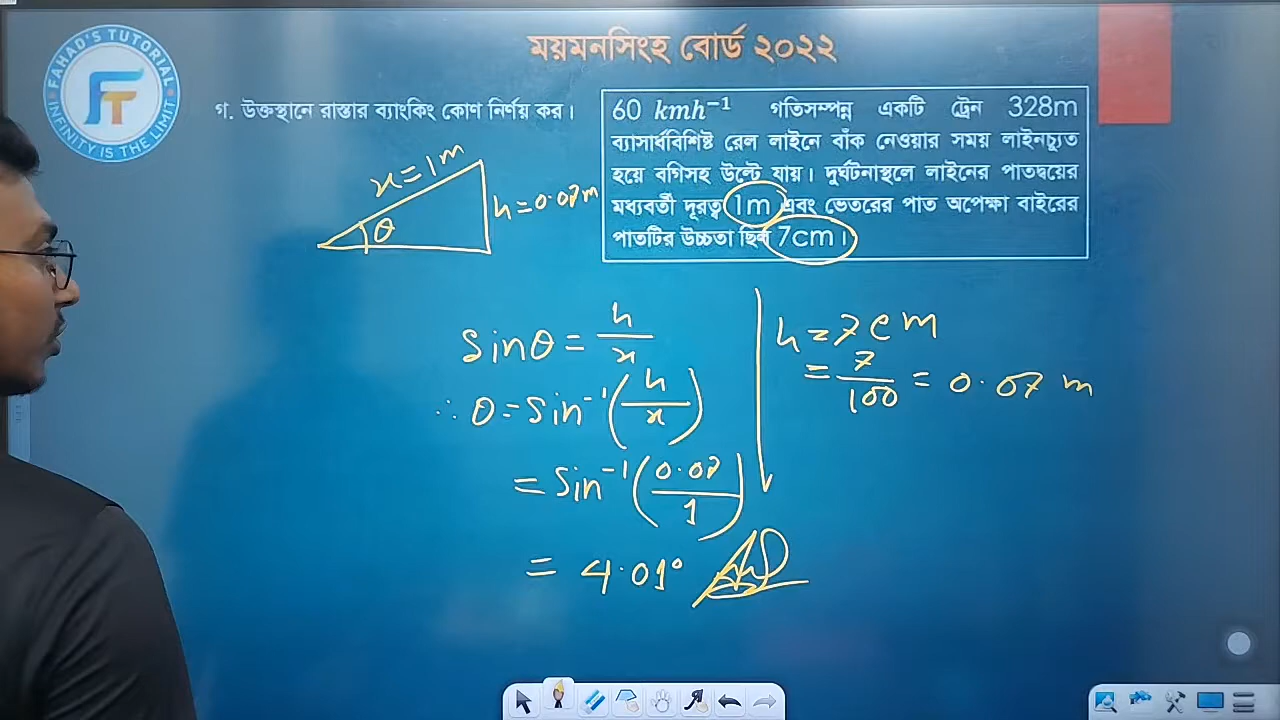 FAHAD'S TUTORIAL
FT
INFINITY IS THE LIMIT
ময়মনসিংহ বোর্ড ২০২২
গ. উক্তস্থানে রাস্তার ব্যাংকিং কোণ নির্ণয় কর।
60 kmh⁻¹ গতিসম্পন্ন একটি ট্রেন 328m
ব্যাসার্ধবিশিষ্ট রেল লাইনে বাঁক নেওয়ার সময় লাইনচ্যুত
হয়ে বগিসহ উল্টে যায়। দুর্ঘটনাস্থলে লাইনের পাতদ্বয়ের
মধ্যবর্তী দূরত্ব 1m এবং ভেতরের পাত অপেক্ষা বাইরের
পাতটির উচ্চতা ছিল 7cm।
x = 1m
h = 0.07m
θ
sinθ = h/x
∴ θ = sin⁻¹(h/x)
= sin⁻¹(0.07/1)
= 4.01°
h = 7cm
= 7/100 = 0.07 m